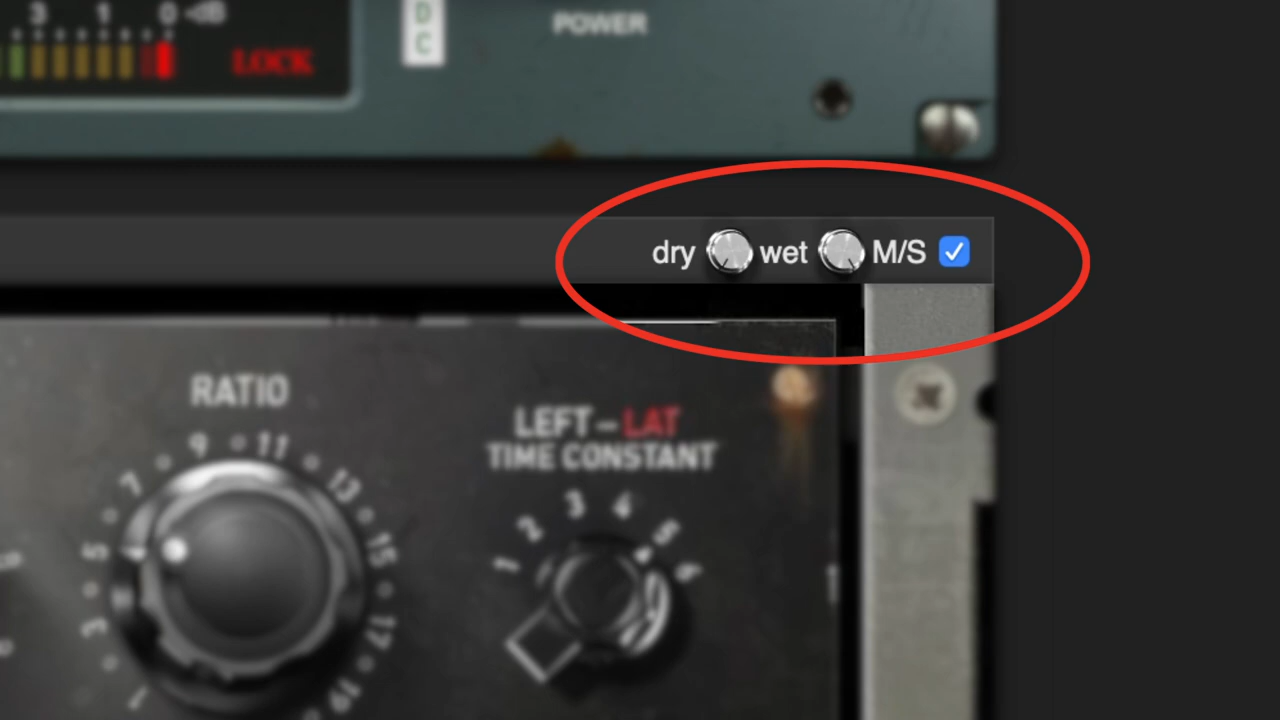 3 1 0 dB
LOCK
D
C
POWER
dry wet M/S
RATIO
LEFT – LAT
TIME CONSTANT
1 2 3 4 5 6
1 3 5 7 9 11 13 15 17 19